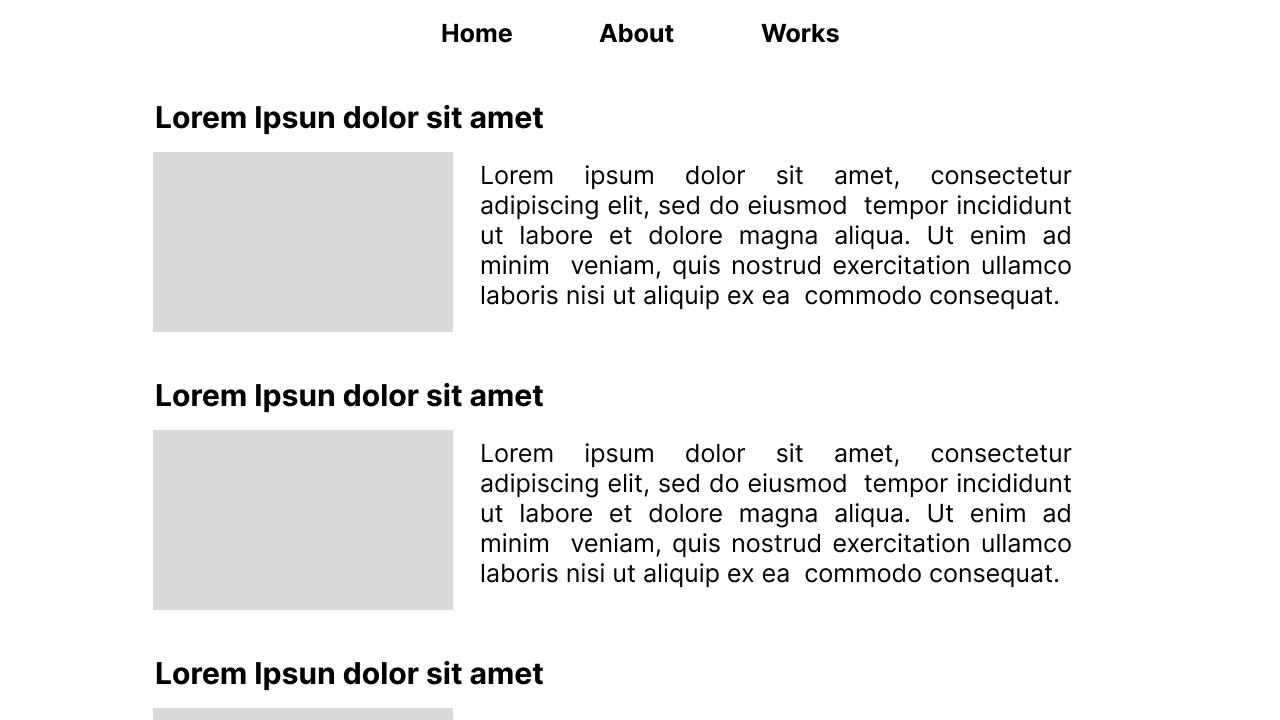 Home About Works
Lorem Ipsun dolor sit amet
Lorem ipsum dolor sit amet, consectetur
adipiscing elit, sed do eiusmod tempor incididunt
ut labore et dolore magna aliqua. Ut enim ad
minim veniam, quis nostrud exercitation ullamco
laboris nisi ut aliquip ex ea commodo consequat.
Lorem Ipsun dolor sit amet
Lorem ipsum dolor sit amet, consectetur
adipiscing elit, sed do eiusmod tempor incididunt
ut labore et dolore magna aliqua. Ut enim ad
minim veniam, quis nostrud exercitation ullamco
laboris nisi ut aliquip ex ea commodo consequat.
Lorem Ipsun dolor sit amet